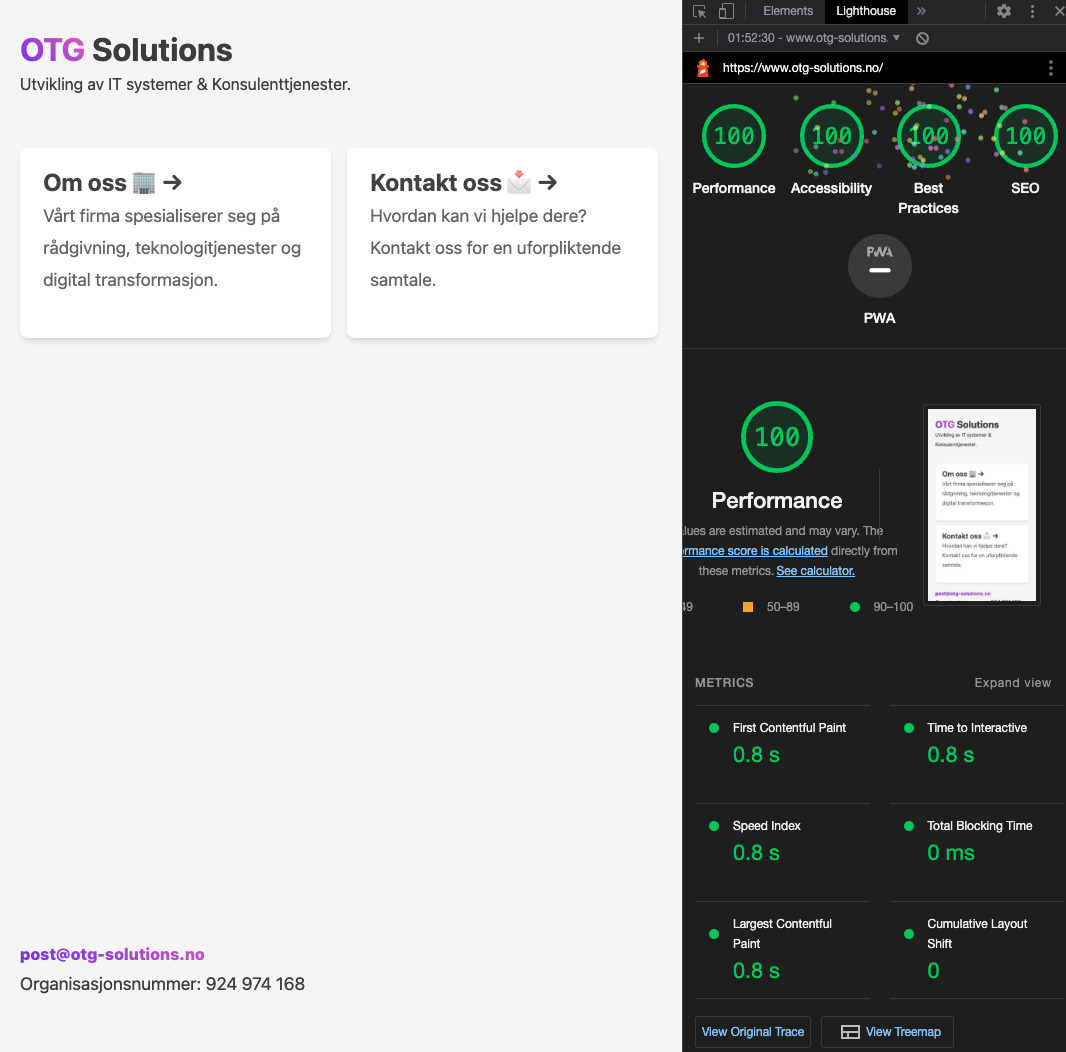 OTG Solutions
Utvikling av IT systemer & Konsulenttjenester.
Om oss 🏢 →
Vårt firma spesialiserer seg på
rådgivning, teknologitjenester og
digital transformasjon.
Kontakt oss 📩 →
Hvordan kan vi hjelpe dere?
Kontakt oss for en uforpliktende
samtale.
post@otg-solutions.no
Organisasjonsnummer: 924 974 168
Elements Lighthouse »
01:52:30 - www.otg-solutions.
https://www.otg-solutions.no/
100 100 100 100
Performance Accessibility Best
Practices
SEO
PWA
PWA
100
Performance
lues are estimated and may vary. The
ormance score is calculated directly from
these metrics. See calculator.
49 50–89 90–100
OTG Solutions
Utvikling av IT systemer &
Konsulenttjenester.
Om oss 🏢 →
Vårt firma spesialiserer seg på
rådgivning, teknologitjenester og
digital transformasjon.
Kontakt oss 📩 →
Hvordan kan vi hjelpe dere?
Kontakt oss for en uforpliktende
samtale.
post@otg-solutions.no
METRICS Expand view
First Contentful Paint
0.8 s
Time to Interactive
0.8 s
Speed Index
0.8 s
Total Blocking Time
0 ms
Largest Contentful
Paint
0.8 s
Cumulative Layout
Shift
0
View Original Trace View Treemap